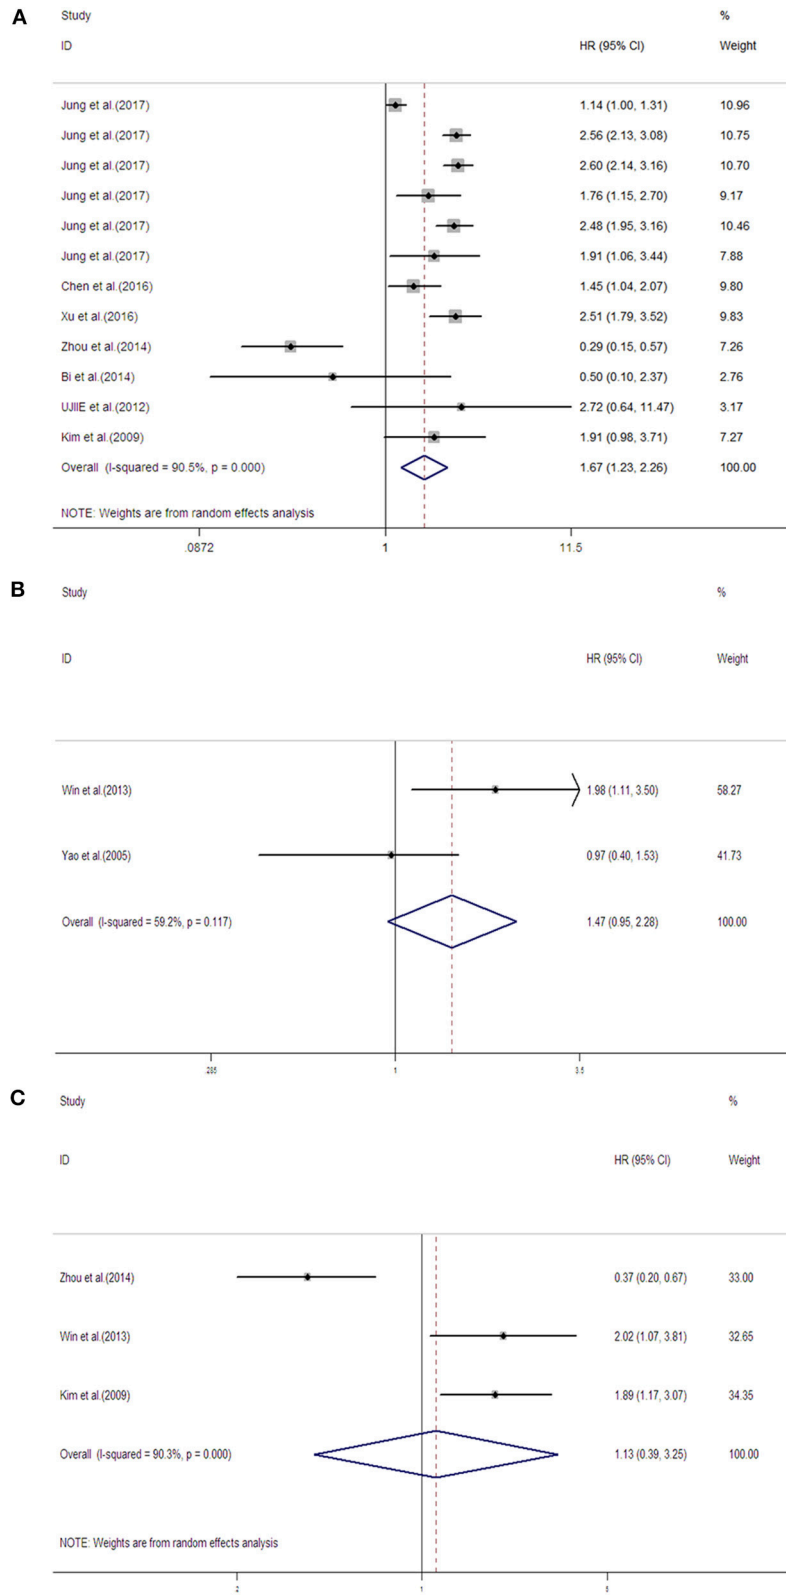 A
Study %
ID HR (95% CI) Weight
Jung et al.(2017) 1.14 (1.00, 1.31) 10.96
Jung et al.(2017) 2.56 (2.13, 3.08) 10.75
Jung et al.(2017) 2.60 (2.14, 3.16) 10.70
Jung et al.(2017) 1.76 (1.15, 2.70) 9.17
Jung et al.(2017) 2.48 (1.95, 3.16) 10.46
Jung et al.(2017) 1.91 (1.06, 3.44) 7.88
Chen et al.(2016) 1.45 (1.04, 2.07) 9.80
Xu et al.(2016) 2.51 (1.79, 3.52) 9.83
Zhou et al.(2014) 0.29 (0.15, 0.57) 7.26
Bi et al.(2014) 0.50 (0.10, 2.37) 2.76
UJIIE et al.(2012) 2.72 (0.64, 11.47) 3.17
Kim et al.(2009) 1.91 (0.98, 3.71) 7.27
Overall (I-squared = 90.5%, p = 0.000) 1.67 (1.23, 2.26) 100.00
NOTE: Weights are from random effects analysis
.0872 1 11.5
B
Study %
ID HR (95% CI) Weight
Win et al.(2013) 1.98 (1.11, 3.50) 58.27
Yao et al.(2005) 0.97 (0.40, 1.53) 41.73
Overall (I-squared = 59.2%, p = 0.117) 1.47 (0.95, 2.28) 100.00
.285 1 3.5
C
Study %
ID HR (95% CI) Weight
Zhou et al.(2014) 0.37 (0.20, 0.67) 33.00
Win et al.(2013) 2.02 (1.07, 3.81) 32.65
Kim et al.(2009) 1.89 (1.17, 3.07) 34.35
Overall (I-squared = 90.3%, p = 0.000) 1.13 (0.39, 3.25) 100.00
NOTE: Weights are from random effects analysis
.2 1 5